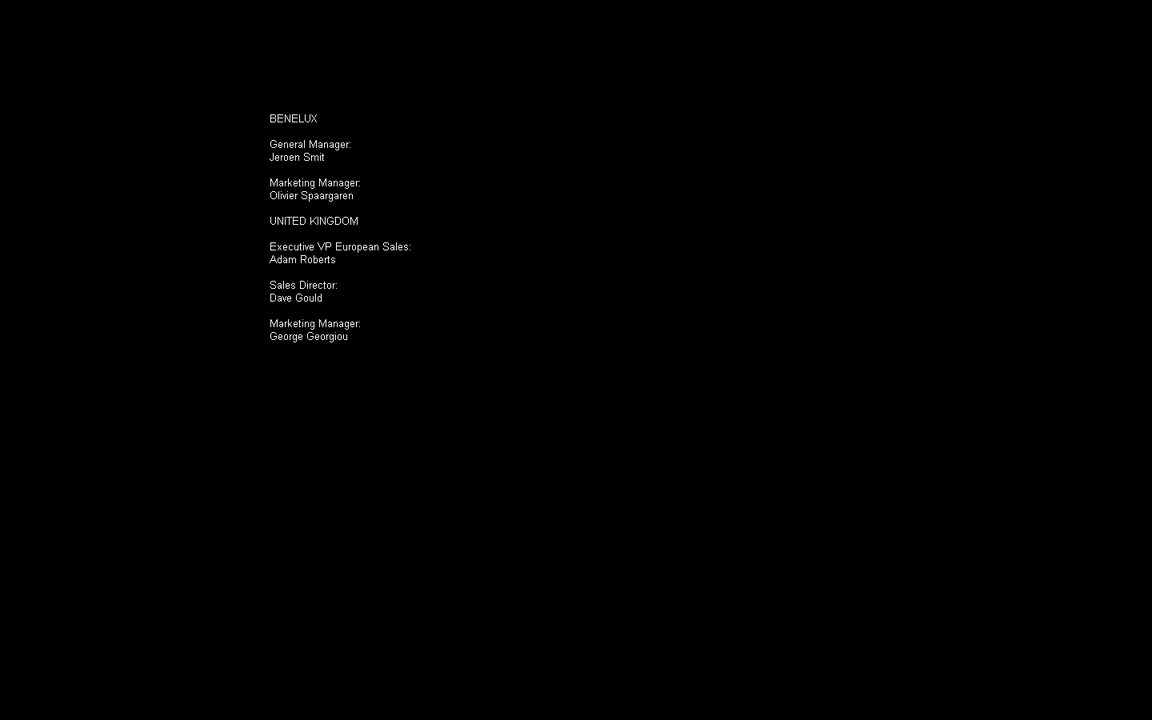 BENELUX
General Manager:
Jeroen Smit
Marketing Manager:
Olivier Spaargaren
UNITED KINGDOM
Executive VP European Sales:
Adam Roberts
Sales Director:
Dave Gould
Marketing Manager:
George Georgiou